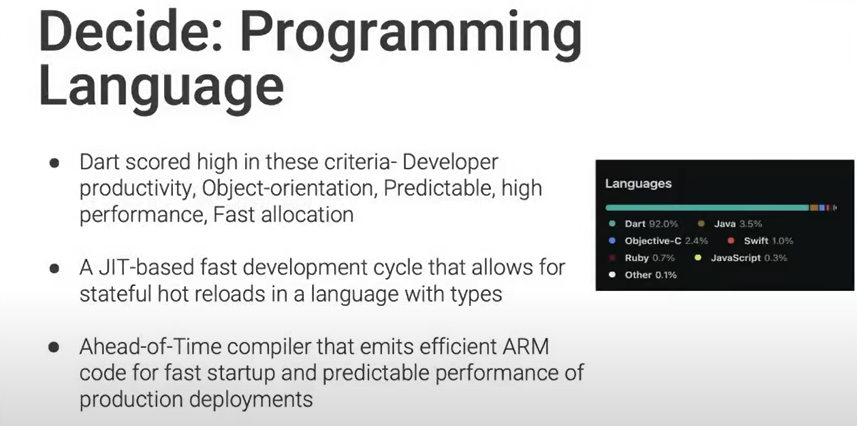 Decide: Programming
Language
● Dart scored high in these criteria- Developer
productivity, Object-orientation, Predictable, high
performance, Fast allocation
● A JIT-based fast development cycle that allows for
stateful hot reloads in a language with types
● Ahead-of-Time compiler that emits efficient ARM
code for fast startup and predictable performance of
production deployments
Languages
Dart 92.0% Java 3.5%
Objective-C 2.4% Swift 1.0%
Ruby 0.7% JavaScript 0.3%
Other 0.1%